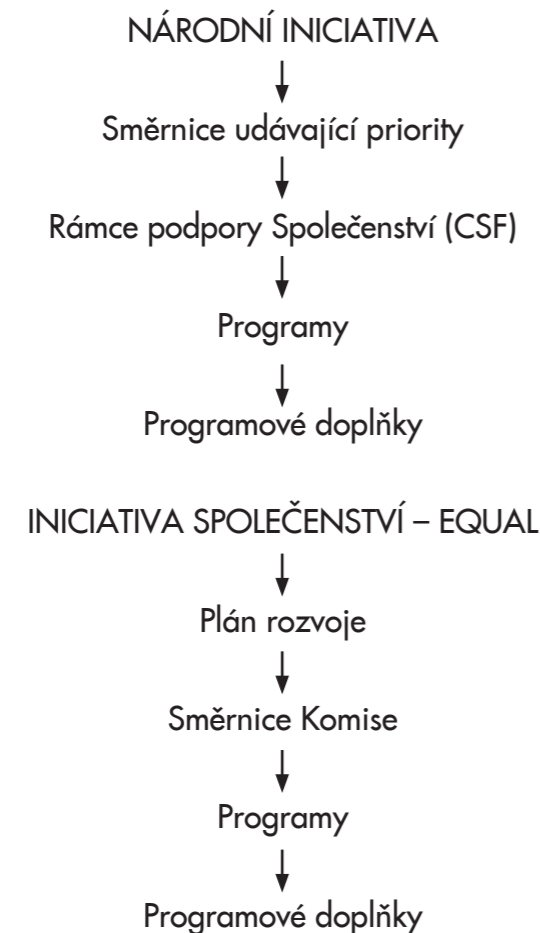 NÁRODNÍ INICIATIVA
Směrnice udávající priority
Rámce podpory Společenství (CSF)
Programy
Programové doplňky
INICIATIVA SPOLEČENSTVÍ – EQUAL
Plán rozvoje
Směrnice Komise
Programy
Programové doplňky